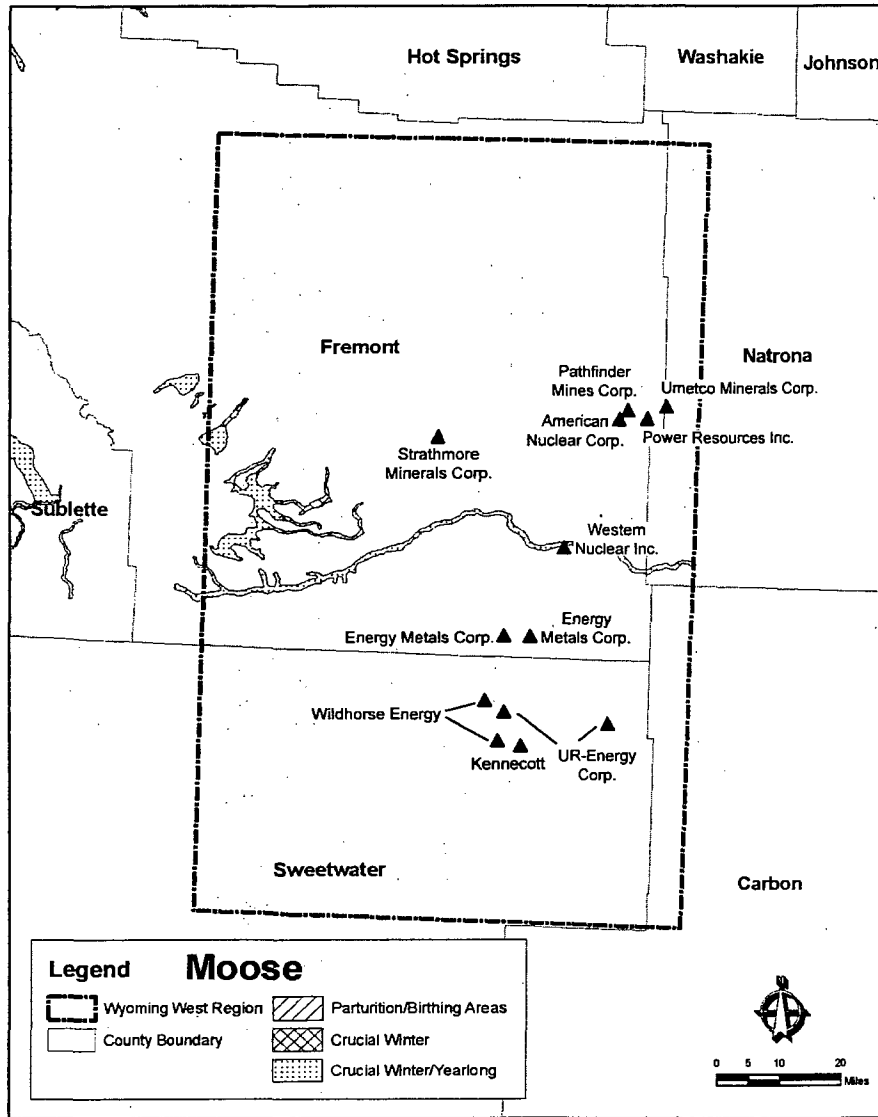 Hot Springs
Washakie
Johnson
Fremont
Natrona
Pathfinder
Mines Corp.
Umetco Minerals Corp.
American
Nuclear Corp.
Power Resources Inc.
Strathmore
Minerals Corp.
Sublette
Western
Nuclear Inc.
Energy Metals Corp.
Energy
Metals Corp.
Wildhorse Energy
Kennecott
UR-Energy
Corp.
Sweetwater
Carbon
Legend Moose
Wyoming West Region
Parturition/Birthing Areas
County Boundary
Crucial Winter
Crucial Winter/Yearlong
0 5 10 20
Miles